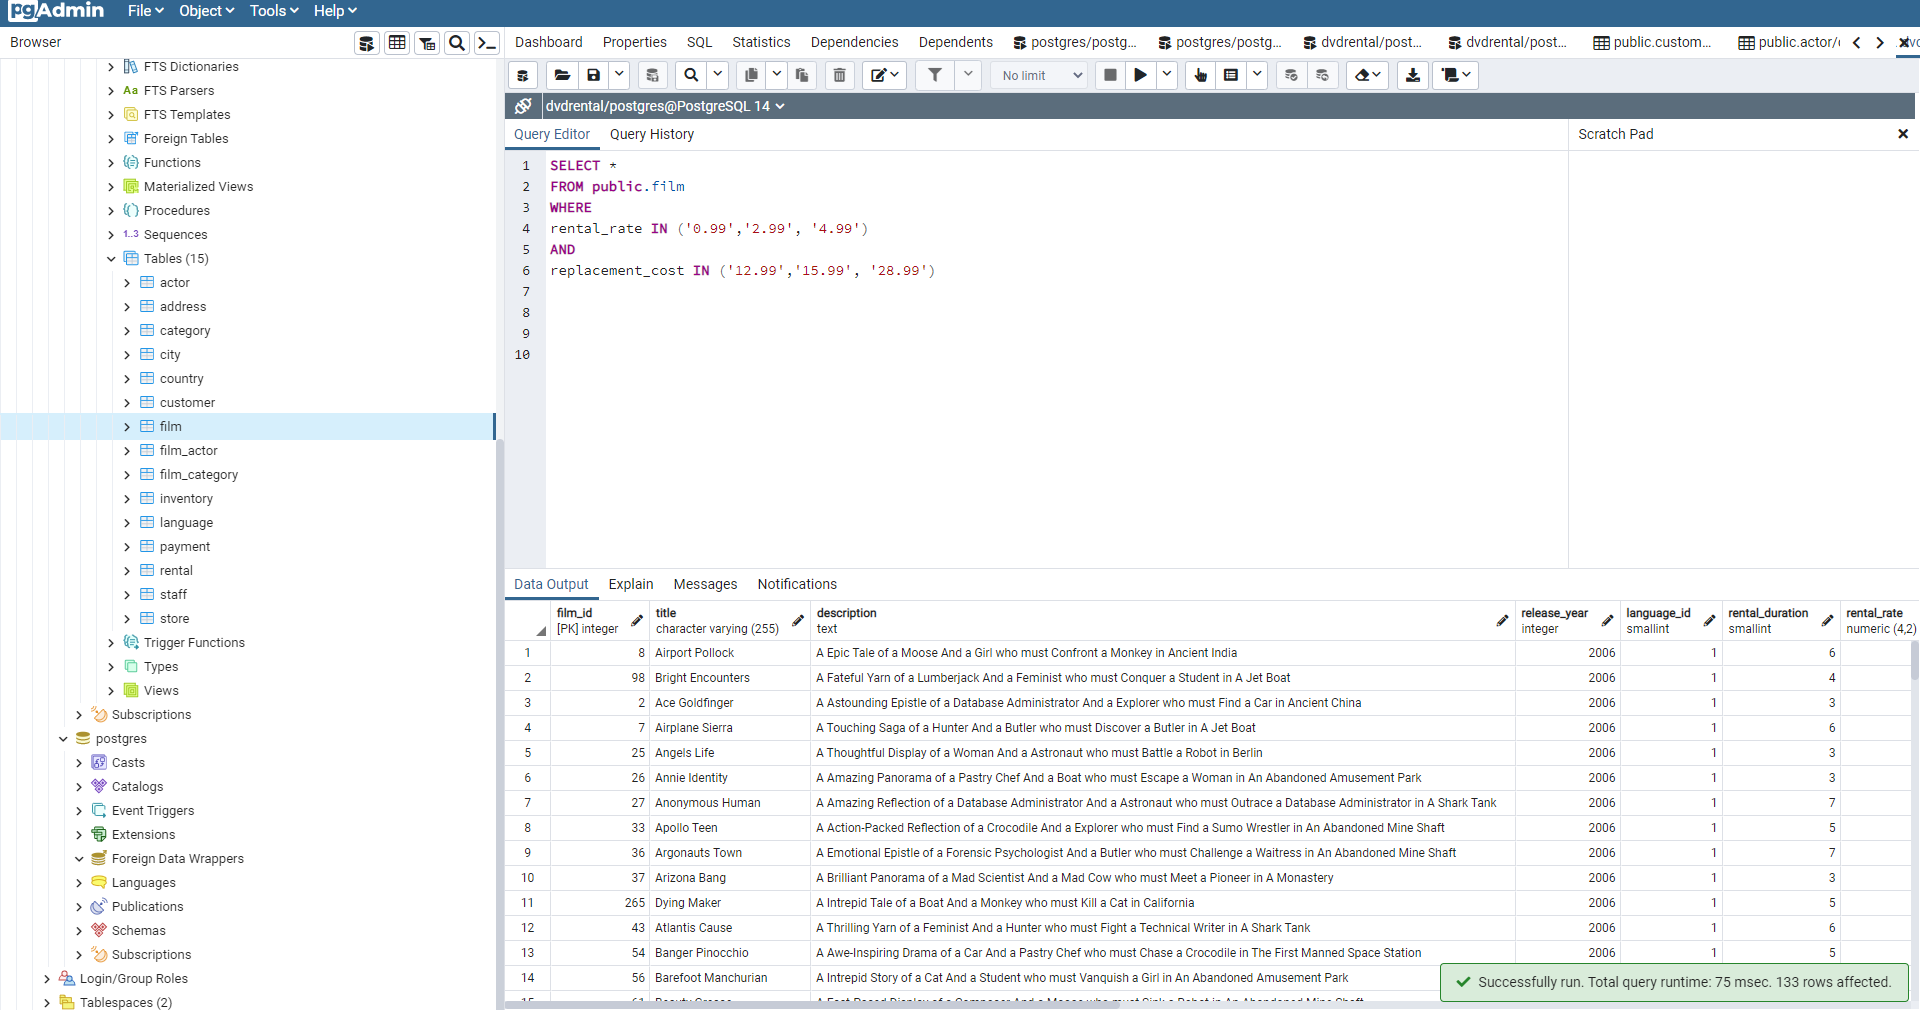 pgAdmin File Object Tools Help
Browser
Dashboard Properties SQL Statistics Dependencies Dependents postgres/postg... postgres/postg... dvdrental/post... dvdrental/post... public.custom... public.actor/
No limit
dvdrental/postgres@PostgreSQL 14
Query Editor Query History
Scratch Pad
1 SELECT *
2 FROM public.film
3 WHERE
4 rental_rate IN ('0.99','2.99', '4.99')
5 AND
6 replacement_cost IN ('12.99','15.99', '28.99')
7
8
9
10
FTS Dictionaries
Aa FTS Parsers
FTS Templates
Foreign Tables
Functions
Materialized Views
Procedures
1..3 Sequences
Tables (15)
actor
address
category
city
country
customer
film
film_actor
film_category
inventory
language
payment
rental
staff
store
Trigger Functions
Types
Views
Subscriptions
postgres
Casts
Catalogs
Event Triggers
Extensions
Foreign Data Wrappers
Languages
Publications
Schemas
Subscriptions
Login/Group Roles
Tablespaces (2)
Data Output Explain Messages Notifications
film_id title description release_year language_id rental_duration rental_rate
[PK] integer character varying (255) text integer smallint smallint numeric (4,2)
1 8 Airport Pollock A Epic Tale of a Moose And a Girl who must Confront a Monkey in Ancient India 2006 1 6
2 98 Bright Encounters A Fateful Yarn of a Lumberjack And a Feminist who must Conquer a Student in A Jet Boat 2006 1 4
3 2 Ace Goldfinger A Astounding Epistle of a Database Administrator And a Explorer who must Find a Car in Ancient China 2006 1 3
4 7 Airplane Sierra A Touching Saga of a Hunter And a Butler who must Discover a Butler in A Jet Boat 2006 1 6
5 25 Angels Life A Thoughtful Display of a Woman And a Astronaut who must Battle a Robot in Berlin 2006 1 3
6 26 Annie Identity A Amazing Panorama of a Pastry Chef And a Boat who must Escape a Woman in An Abandoned Amusement Park 2006 1 3
7 27 Anonymous Human A Amazing Reflection of a Database Administrator And a Astronaut who must Outrace a Database Administrator in A Shark Tank 2006 1 7
8 33 Apollo Teen A Action-Packed Reflection of a Crocodile And a Explorer who must Find a Sumo Wrestler in An Abandoned Mine Shaft 2006 1 5
9 36 Argonauts Town A Emotional Epistle of a Forensic Psychologist And a Butler who must Challenge a Waitress in An Abandoned Mine Shaft 2006 1 7
10 37 Arizona Bang A Brilliant Panorama of a Mad Scientist And a Mad Cow who must Meet a Pioneer in A Monastery 2006 1 3
11 265 Dying Maker A Intrepid Tale of a Boat And a Monkey who must Kill a Cat in California 2006 1 5
12 43 Atlantis Cause A Thrilling Yarn of a Feminist And a Hunter who must Fight a Technical Writer in A Shark Tank 2006 1 6
13 54 Banger Pinocchio A Awe-Inspiring Drama of a Car And a Pastry Chef who must Chase a Crocodile in The First Manned Space Station 2006 1 5
14 56 Barefoot Manchurian A Intrepid Story of a Cat And a Student who must Vanquish a Girl in An Abandoned Amusement Park
Successfully run. Total query runtime: 75 msec. 133 rows affected.